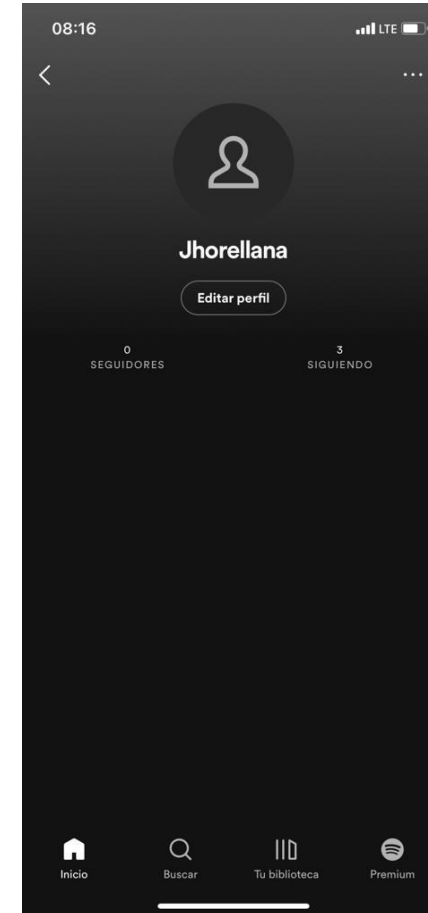 08:16 LTE
Jhorellana
Editar perfil
0 3
SEGUIDORES SIGUIENDO
Inicio Buscar Tu biblioteca Premium